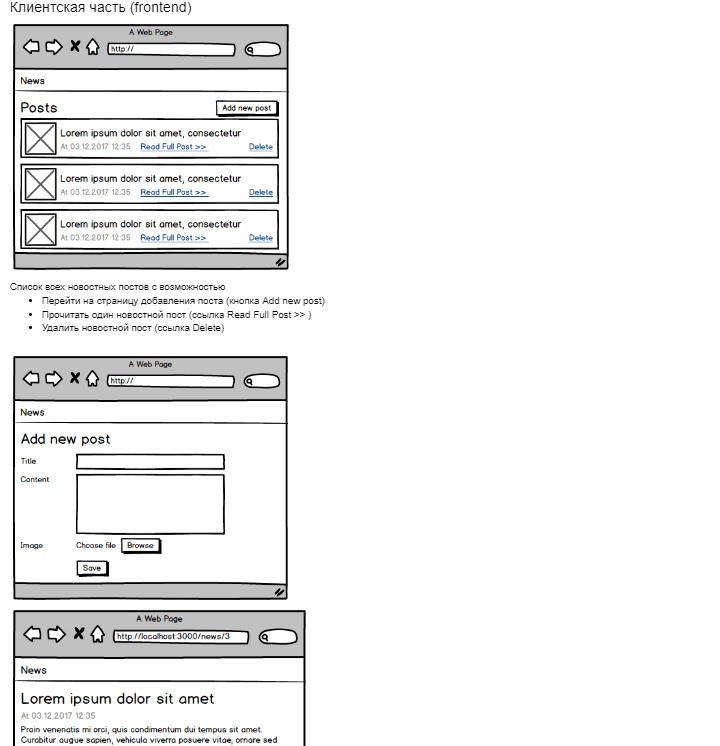 Клиентская часть (frontend)
A Web Page
http://
News
Posts
Add new post
Lorem ipsum dolor sit amet, consectetur
At 03.12.2017 12:35 Read Full Post >> Delete
Lorem ipsum dolor sit amet, consectetur
At 03.12.2017 12:35 Read Full Post >> Delete
Lorem ipsum dolor sit amet, consectetur
At 03.12.2017 12:35 Read Full Post >> Delete
Список всех новостных постов с возможностью
• Перейти на страницу добавления поста (кнопка Add new post)
• Прочитать один новостной пост (ссылка Read Full Post >> )
• Удалить новостной пост (ссылка Delete)
A Web Page
http://
News
Add new post
Title
Content
Image Choose file Browse
Save
A Web Page
http://localhost:3000/news/3
News
Lorem ipsum dolor sit amet
At 03.12.2017 12:35
Proin venenatis mi orci, quis condimentum dui tempus sit amet.
Curabitur augue sapien, vehicula viverra posuere vitae, ornare sed